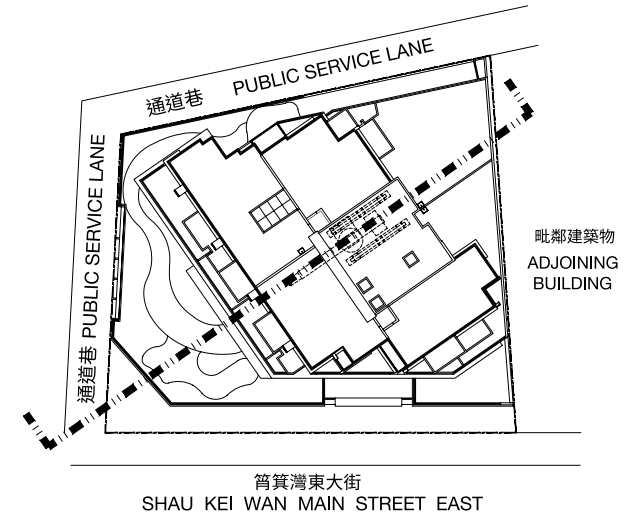 通道巷 PUBLIC SERVICE LANE
通道巷 PUBLIC SERVICE LANE
毗鄰建築物
ADJOINING
BUILDING
筲箕灣東大街
SHAU KEI WAN MAIN STREET EAST